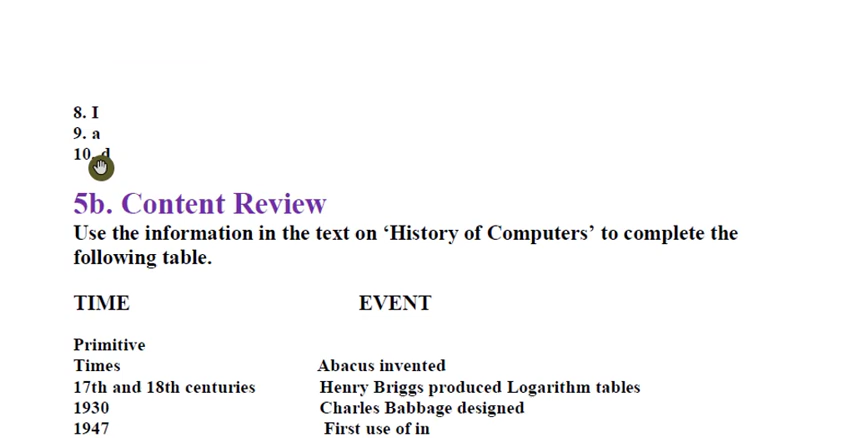 8. I
9. a
10. d
5b. Content Review
Use the information in the text on ‘History of Computers’ to complete the
following table.
TIME EVENT
Primitive
Times Abacus invented
17th and 18th centuries Henry Briggs produced Logarithm tables
1930 Charles Babbage designed
1947 First use of in